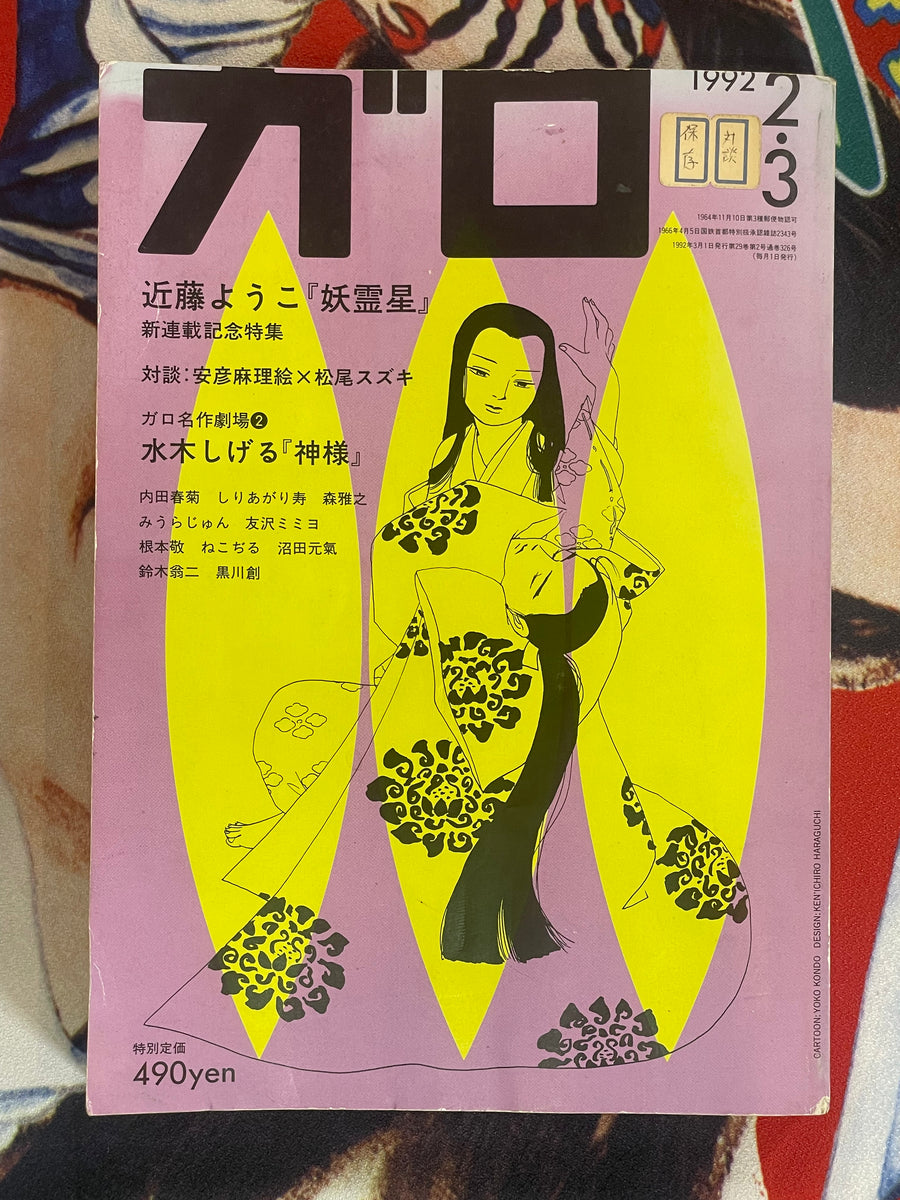 ガロ
1992 2・3
保存
対談
1964年11月10日第3種郵便物認可
1966年4月5日国鉄首都特別扱承認雑誌2343号
1992年3月1日発行第29巻第2号通巻326号
(毎月1日発行)
近藤ようこ『妖霊星』
新連載記念特集
対談:安彦麻理絵×松尾スズキ
ガロ名作劇場❷
水木しげる『神様』
内田春菊 しりあがり寿 森雅之
みうらじゅん 友沢ミミヨ
根本敬 ねこぢる 沼田元氣
鈴木翁二 黒川創
特別定価
490yen
CARTOON:YOKO KONDO DESIGN:KEN'ICHIRO HARAGUCHI